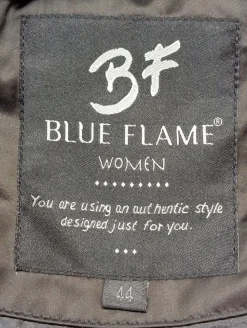 BF
BLUE FLAME®
WOMEN
You are using an authentic style
designed just for you.
44